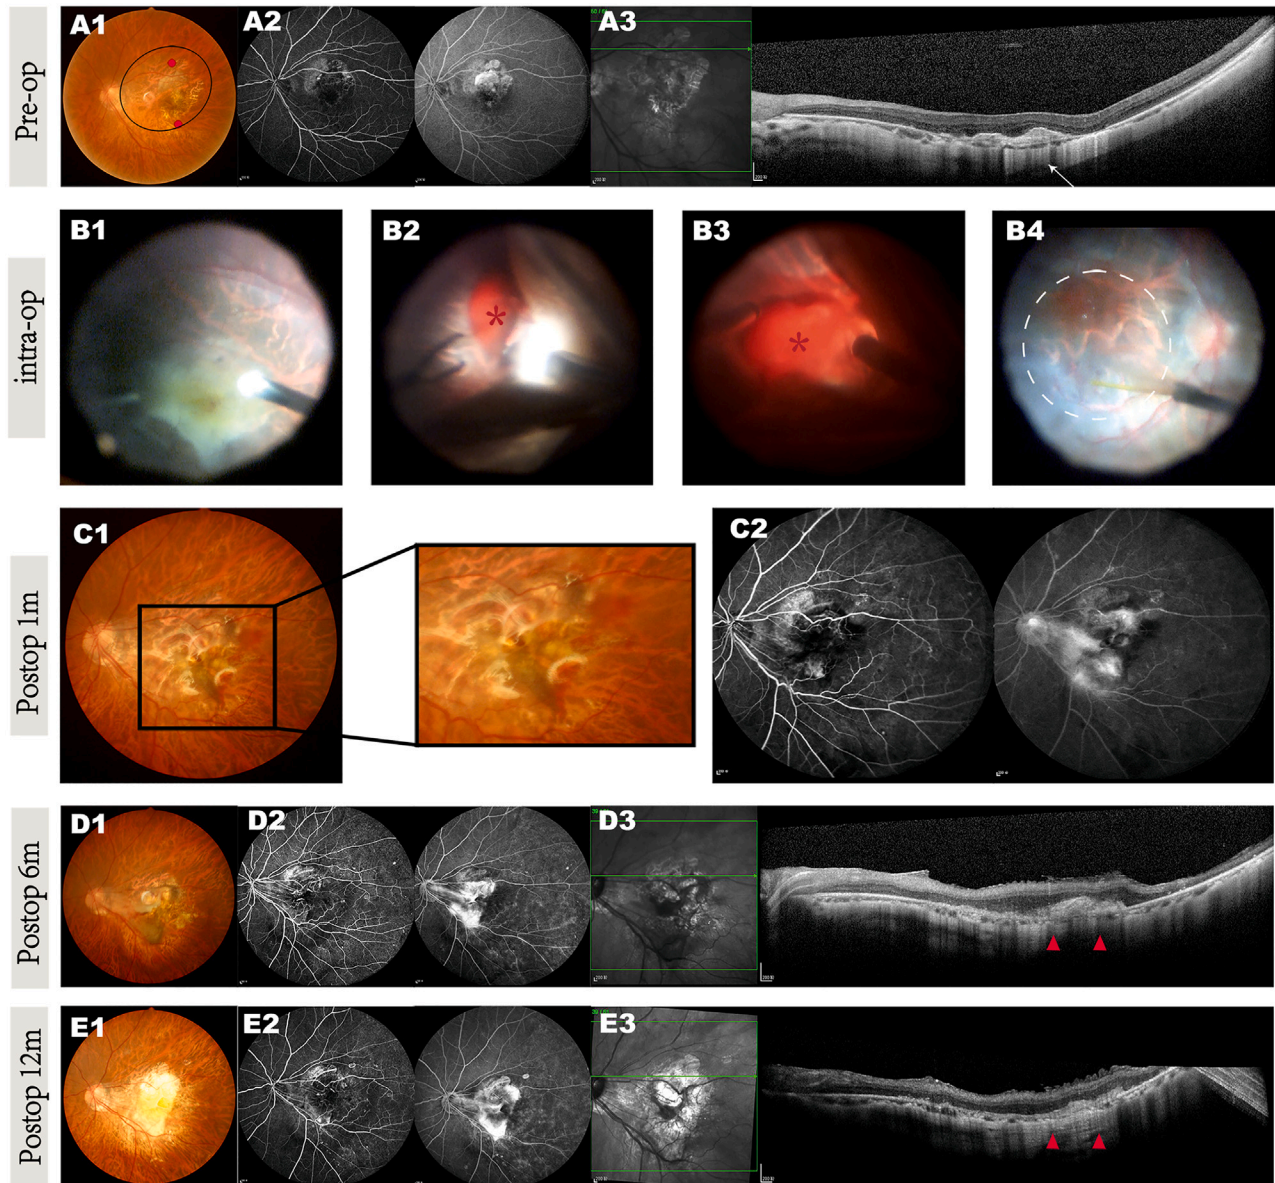 Pre-op
A1
A2
A3
intra-op
B1
B2
*
B3
*
B4
Postop 1m
C1
C2
Postop 6m
D1
D2
D3
Postop 12m
E1
E2
E3